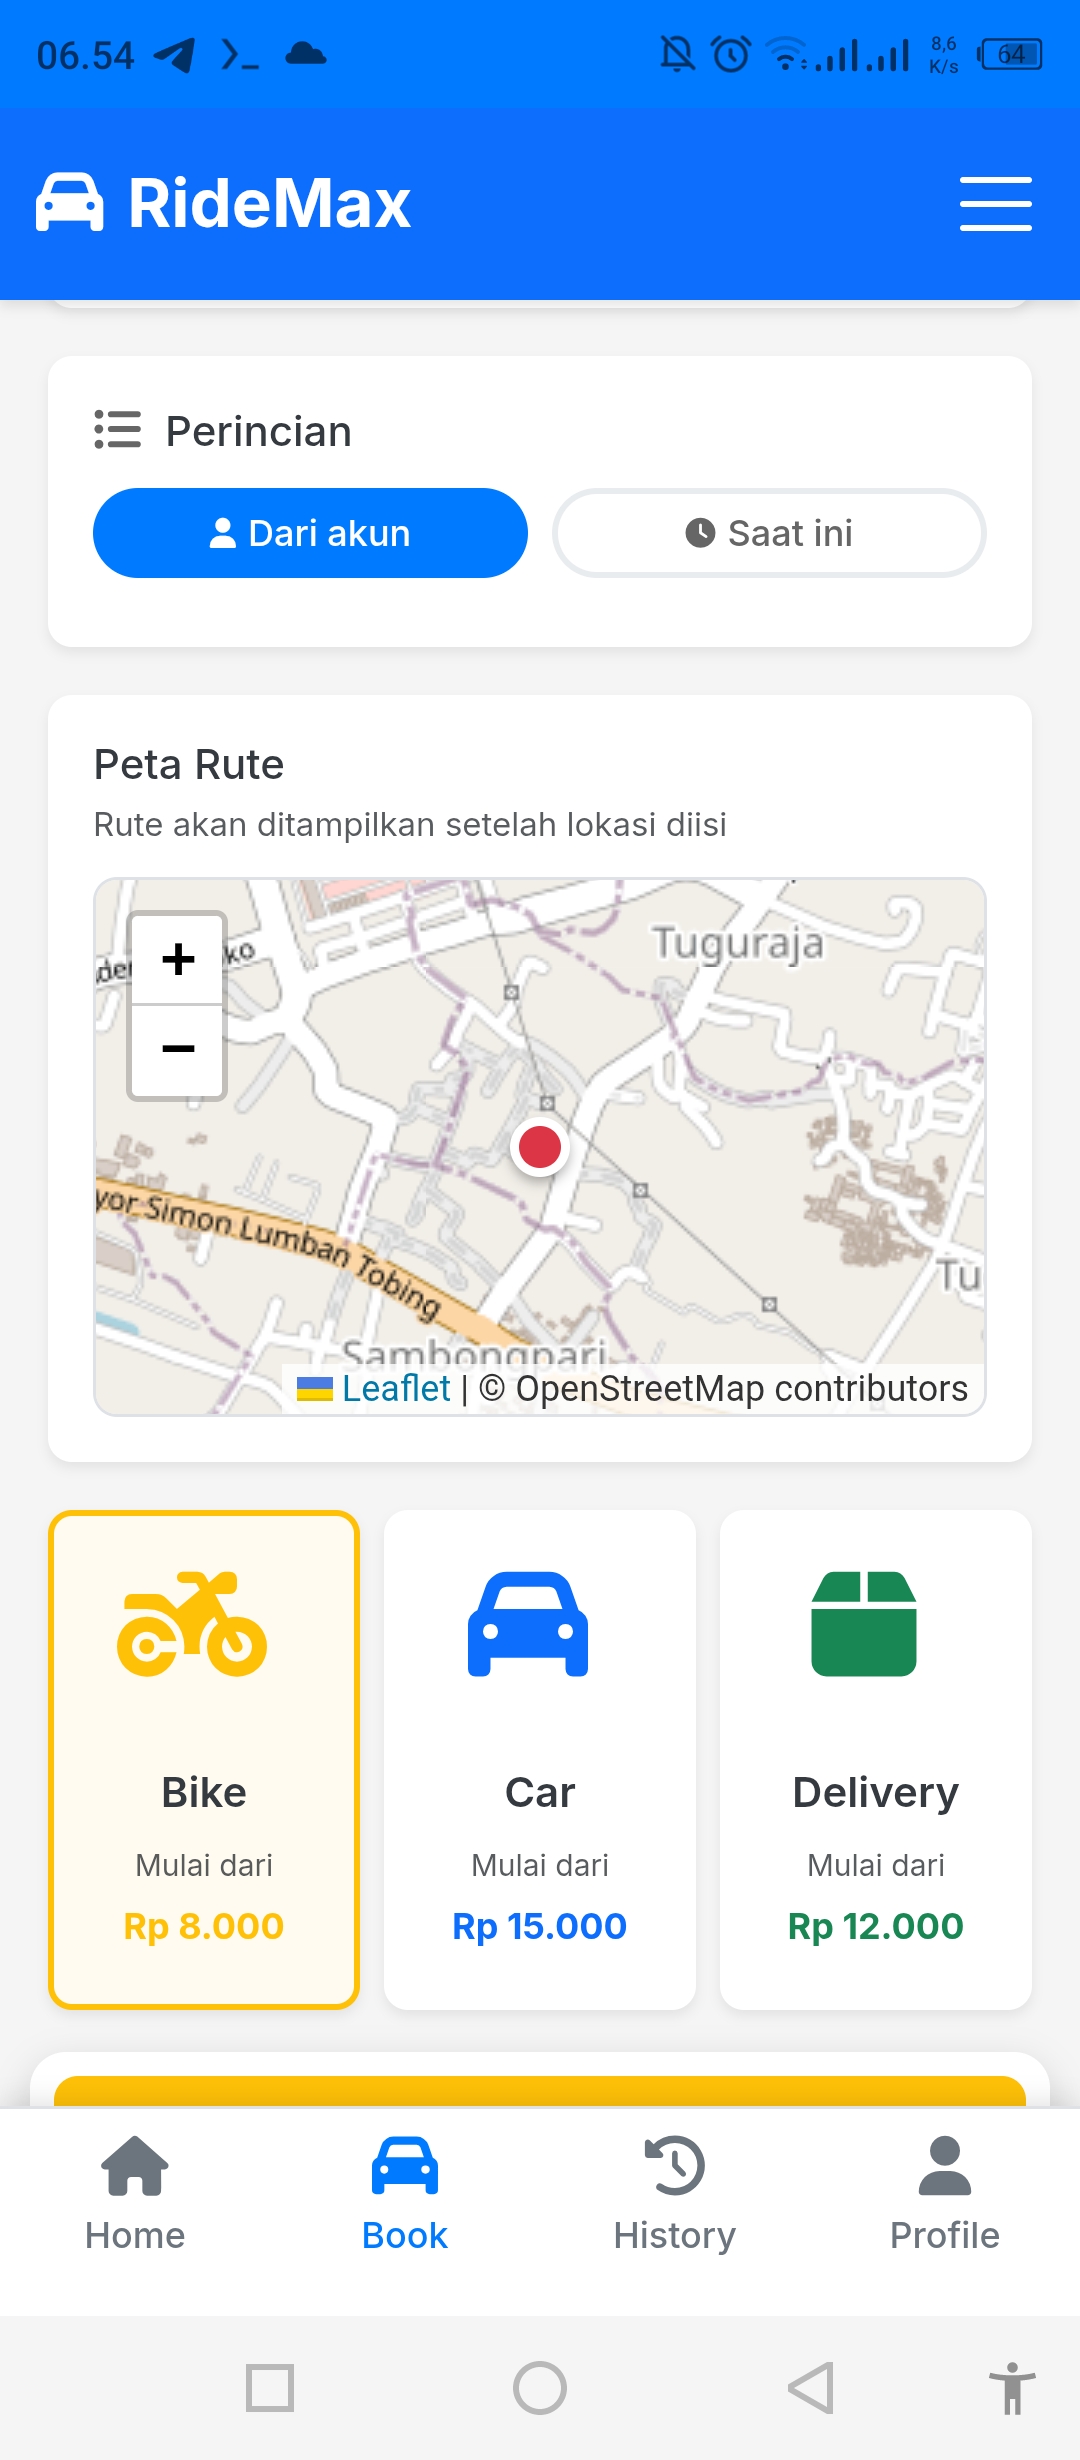 06.54
8,6
K/s
64
RideMax
Perincian
Dari akun
Saat ini
Peta Rute
Rute akan ditampilkan setelah lokasi diisi
+
−
Tuguraja
yor Simon Lumban Tobing
Tu
Sambongpari
Leaflet | © OpenStreetMap contributors
Bike
Mulai dari
Rp 8.000
Car
Mulai dari
Rp 15.000
Delivery
Mulai dari
Rp 12.000
Home
Book
History
Profile